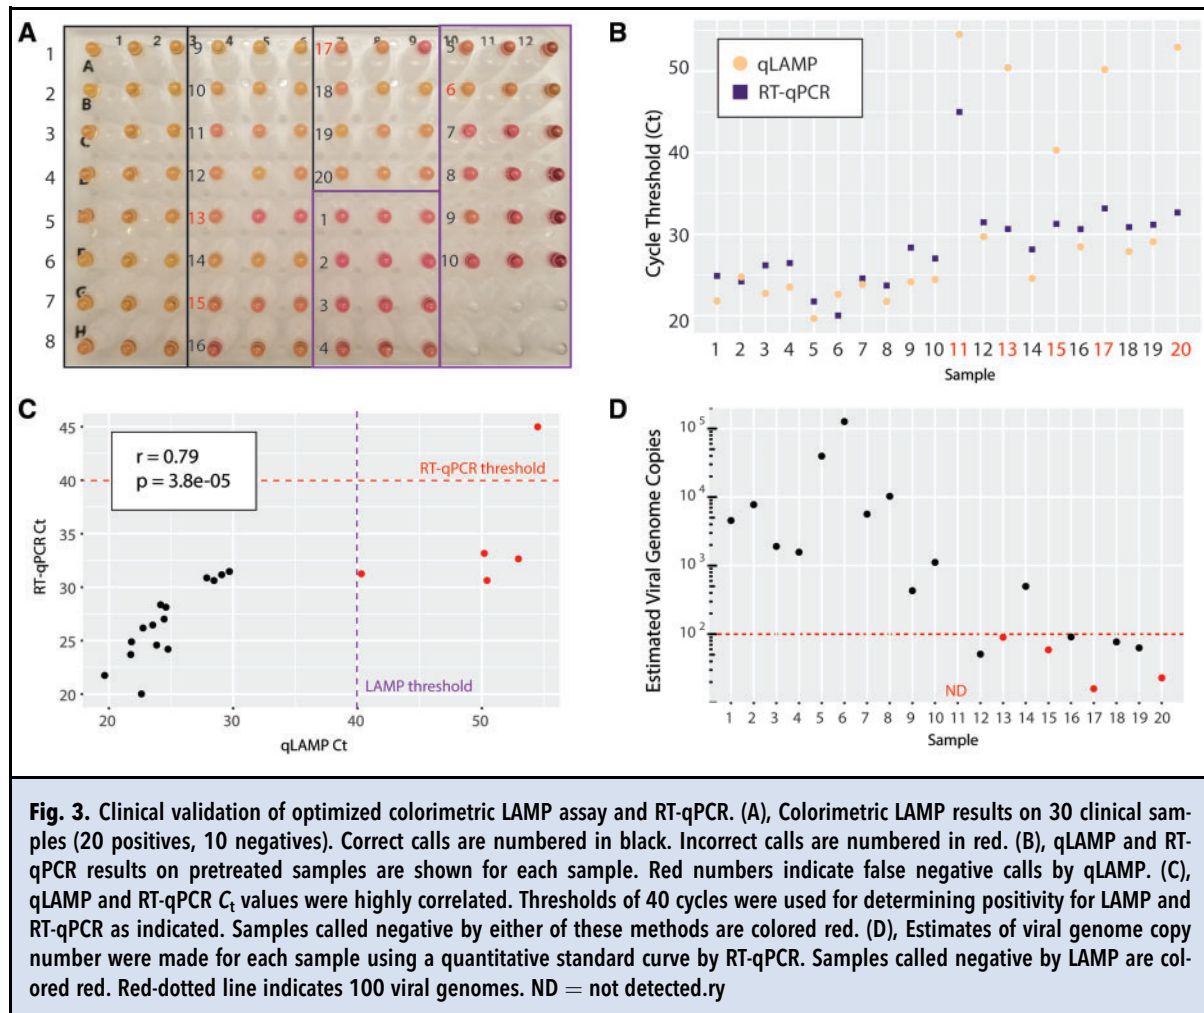 A
1 2 3 4 5 6 7 8 9 10 11 12
A
B
C
F
G
H
1
2
3
4
5
6
7
8
9
10
11
12
13
14
15
16
17
18
19
20
1
2
3
4
5
6
7
8
9
10
B
qLAMP
RT-qPCR
Cycle Threshold (Ct)
50
40
30
20
1 2 3 4 5 6 7 8 9 10 11 12 13 14 15 16 17 18 19 20
Sample
C
r = 0.79
p = 3.8e-05
RT-qPCR threshold
LAMP threshold
RT-qPCR Ct
45
40
35
30
25
20
20 30 40 50
qLAMP Ct
D
Estimated Viral Genome Copies
10^5
10^4
10^3
10^2
ND
1 2 3 4 5 6 7 8 9 10 11 12 13 14 15 16 17 18 19 20
Sample
Fig. 3. Clinical validation of optimized colorimetric LAMP assay and RT-qPCR. (A), Colorimetric LAMP results on 30 clinical sam-
ples (20 positives, 10 negatives). Correct calls are numbered in black. Incorrect calls are numbered in red. (B), qLAMP and RT-
qPCR results on pretreated samples are shown for each sample. Red numbers indicate false negative calls by qLAMP. (C),
qLAMP and RT-qPCR Ct values were highly correlated. Thresholds of 40 cycles were used for determining positivity for LAMP and
RT-qPCR as indicated. Samples called negative by either of these methods are colored red. (D), Estimates of viral genome copy
number were made for each sample using a quantitative standard curve by RT-qPCR. Samples called negative by LAMP are col-
ored red. Red-dotted line indicates 100 viral genomes. ND = not detected.ry